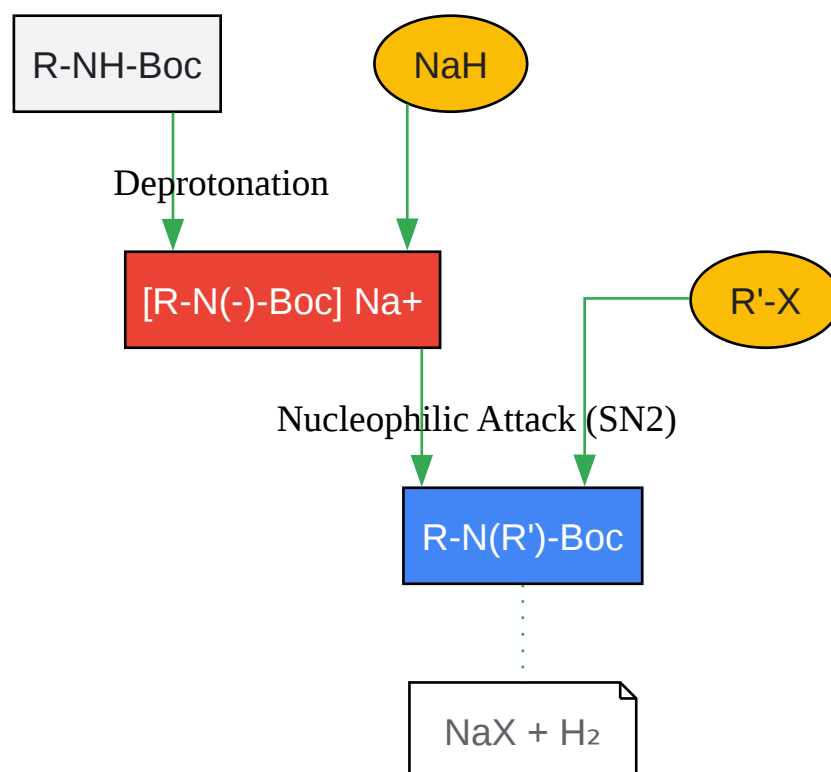 R-NH-Boc
NaH
Deprotonation
[R-N(-)-Boc] Na+
R'-X
Nucleophilic Attack (SN2)
R-N(R')-Boc
NaX + H₂